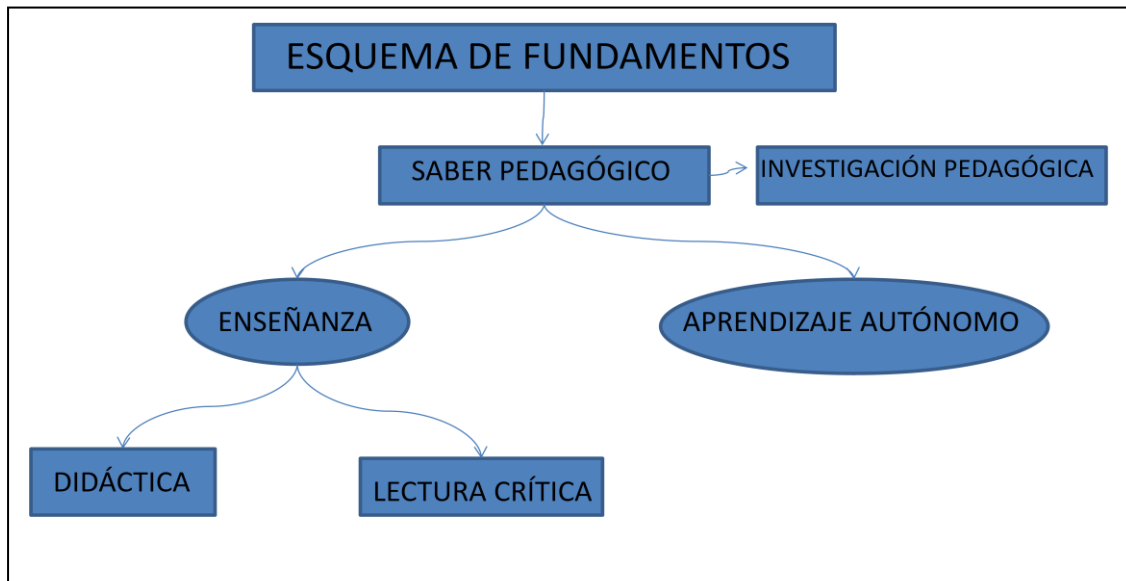 ESQUEMA DE FUNDAMENTOS
SABER PEDAGÓGICO
INVESTIGACIÓN PEDAGÓGICA
ENSEÑANZA
APRENDIZAJE AUTÓNOMO
DIDÁCTICA
LECTURA CRÍTICA